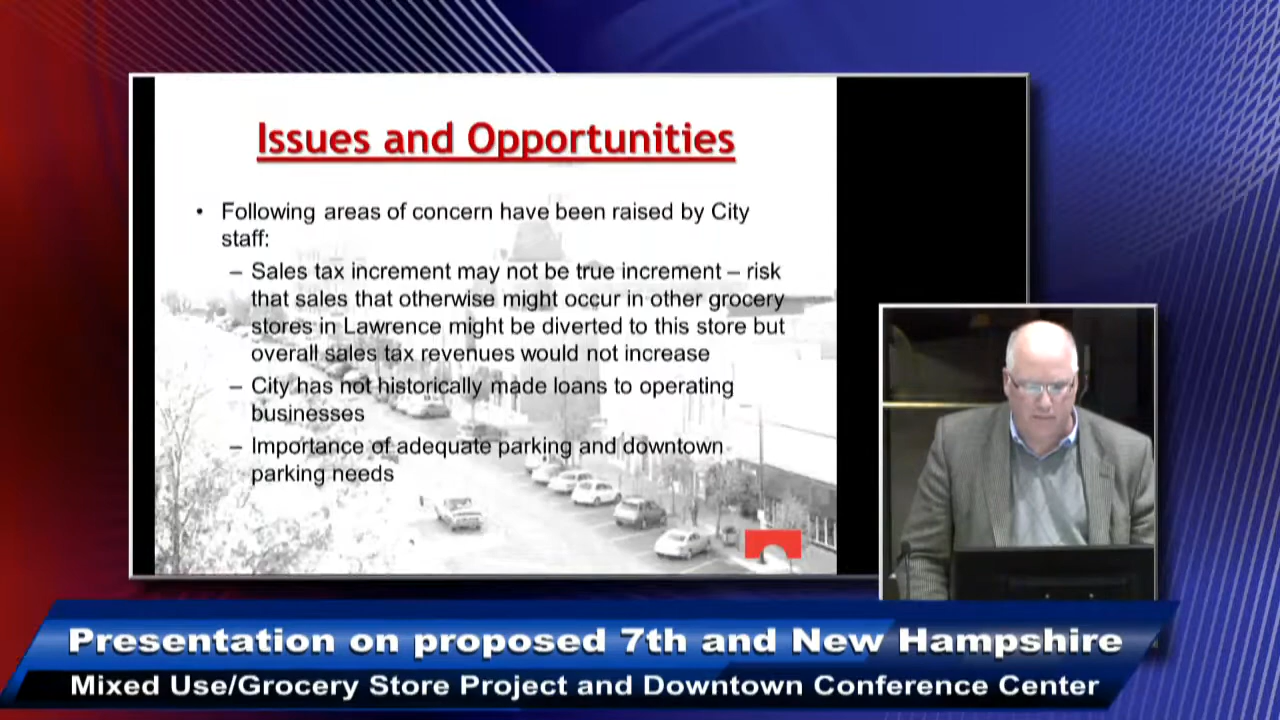 Issues and Opportunities
• Following areas of concern have been raised by City
staff:
– Sales tax increment may not be true increment – risk
that sales that otherwise might occur in other grocery
stores in Lawrence might be diverted to this store but
overall sales tax revenues would not increase
– City has not historically made loans to operating
businesses
– Importance of adequate parking and downtown
parking needs
Presentation on proposed 7th and New Hampshire
Mixed Use/Grocery Store Project and Downtown Conference Center